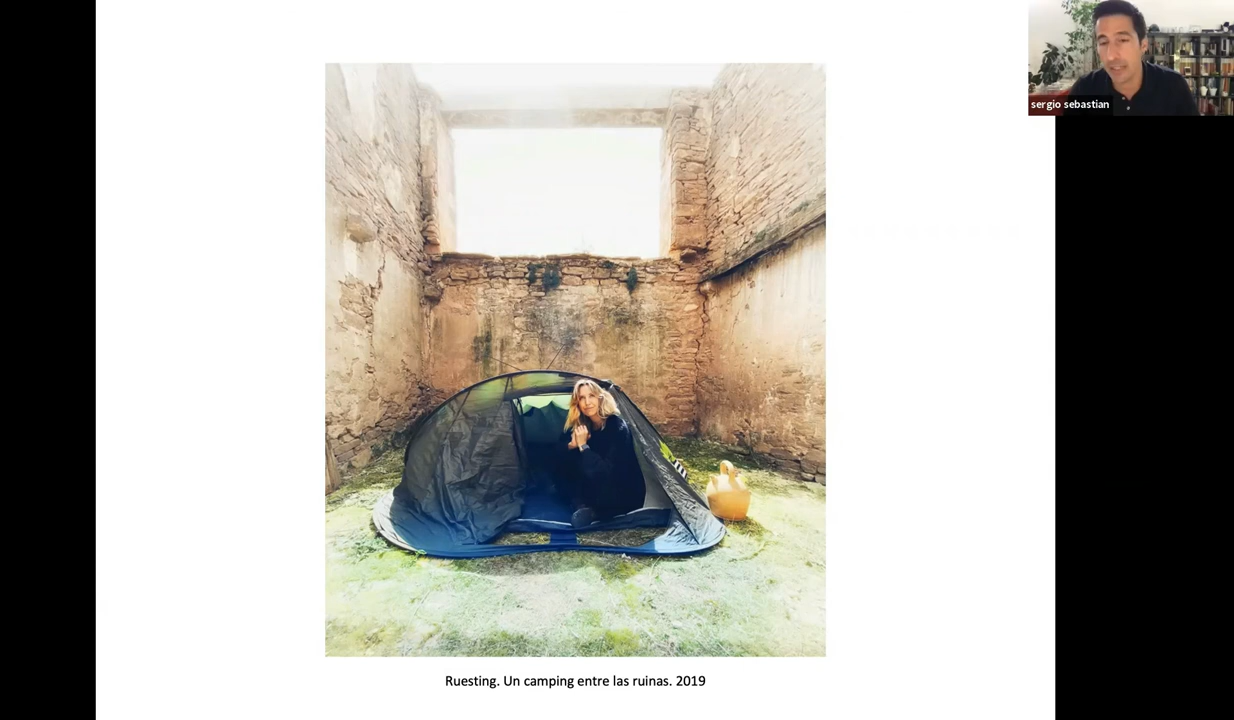 sergio sebastian
Ruesting. Un camping entre las ruinas. 2019